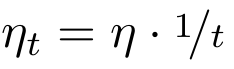 ηₜ = η · 1/t